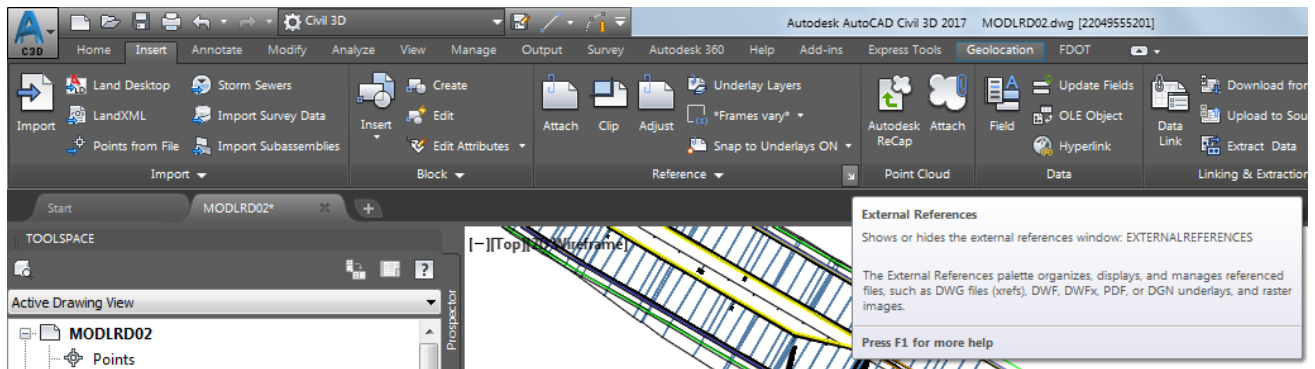 Civil 3D
Autodesk AutoCAD Civil 3D 2017 MODLRD02.dwg [22049555201]
C3D
Home Insert Annotate Modify Analyze View Manage Output Survey Autodesk 360 Help Add-ins Express Tools Geolocation FDOT
Land Desktop Storm Sewers Create Underlay Layers Update Fields Download from
LandXML Import Survey Data Edit *Frames vary* OLE Object Upload to Sou
Import Insert Attach Clip Adjust Autodesk ReCap Attach Field Data Link
Points from File Import Subassemblies Edit Attributes Snap to Underlays ON Hyperlink Extract Data
Import Block Reference Point Cloud Data Linking & Extraction
Start MODLRD02*
External References
Shows or hides the external references window: EXTERNALREFERENCES
The External References palette organizes, displays, and manages referenced
files, such as DWG files (xrefs), DWF, DWFx, PDF, or DGN underlays, and raster
images.
Press F1 for more help
TOOLSPACE
[−][Top][2D Wireframe]
Active Drawing View
Prospector
MODLRD02
Points